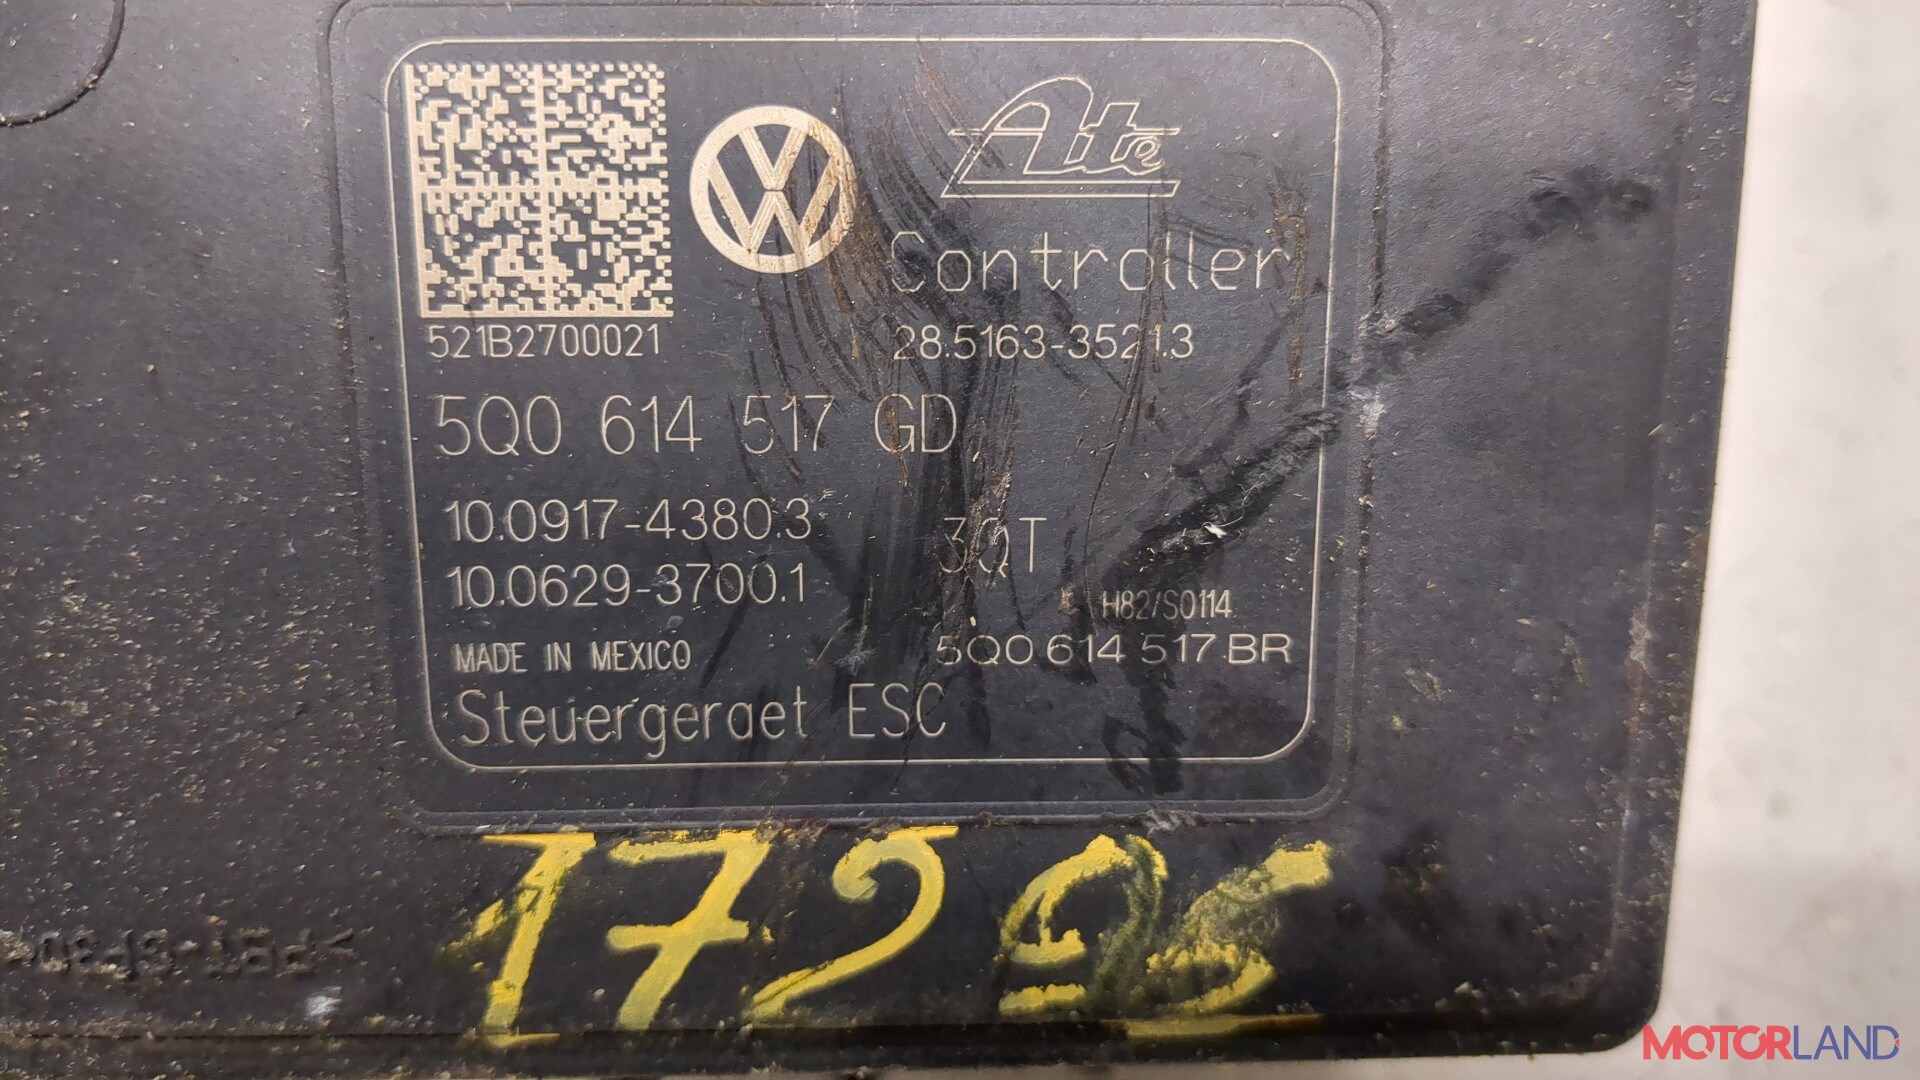 Ate
Controller
521B2700021
28.5163-3521.3
5Q0 614 517 GD
10.0917-4380.3
3QT
10.0629-3700.1
H82/S0114
MADE IN MEXICO
5Q0 614 517 BR
Steuergeraet ESC
MOTORLAND